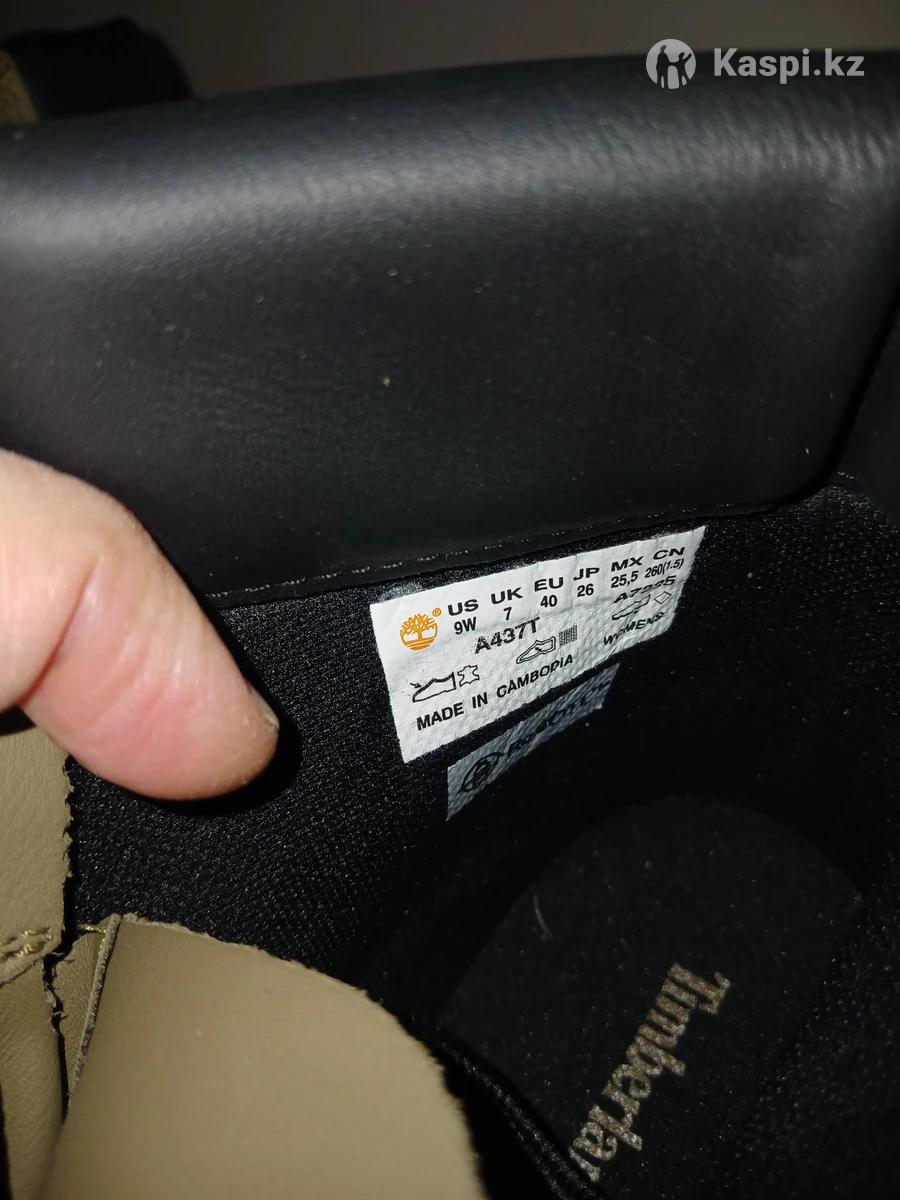 Kaspi.kz
US UK EU JP MX CN
9W 7 40 26 25,5 260(1.5)
A437T
WOMENS
MADE IN CAMBODIA
Timberlan